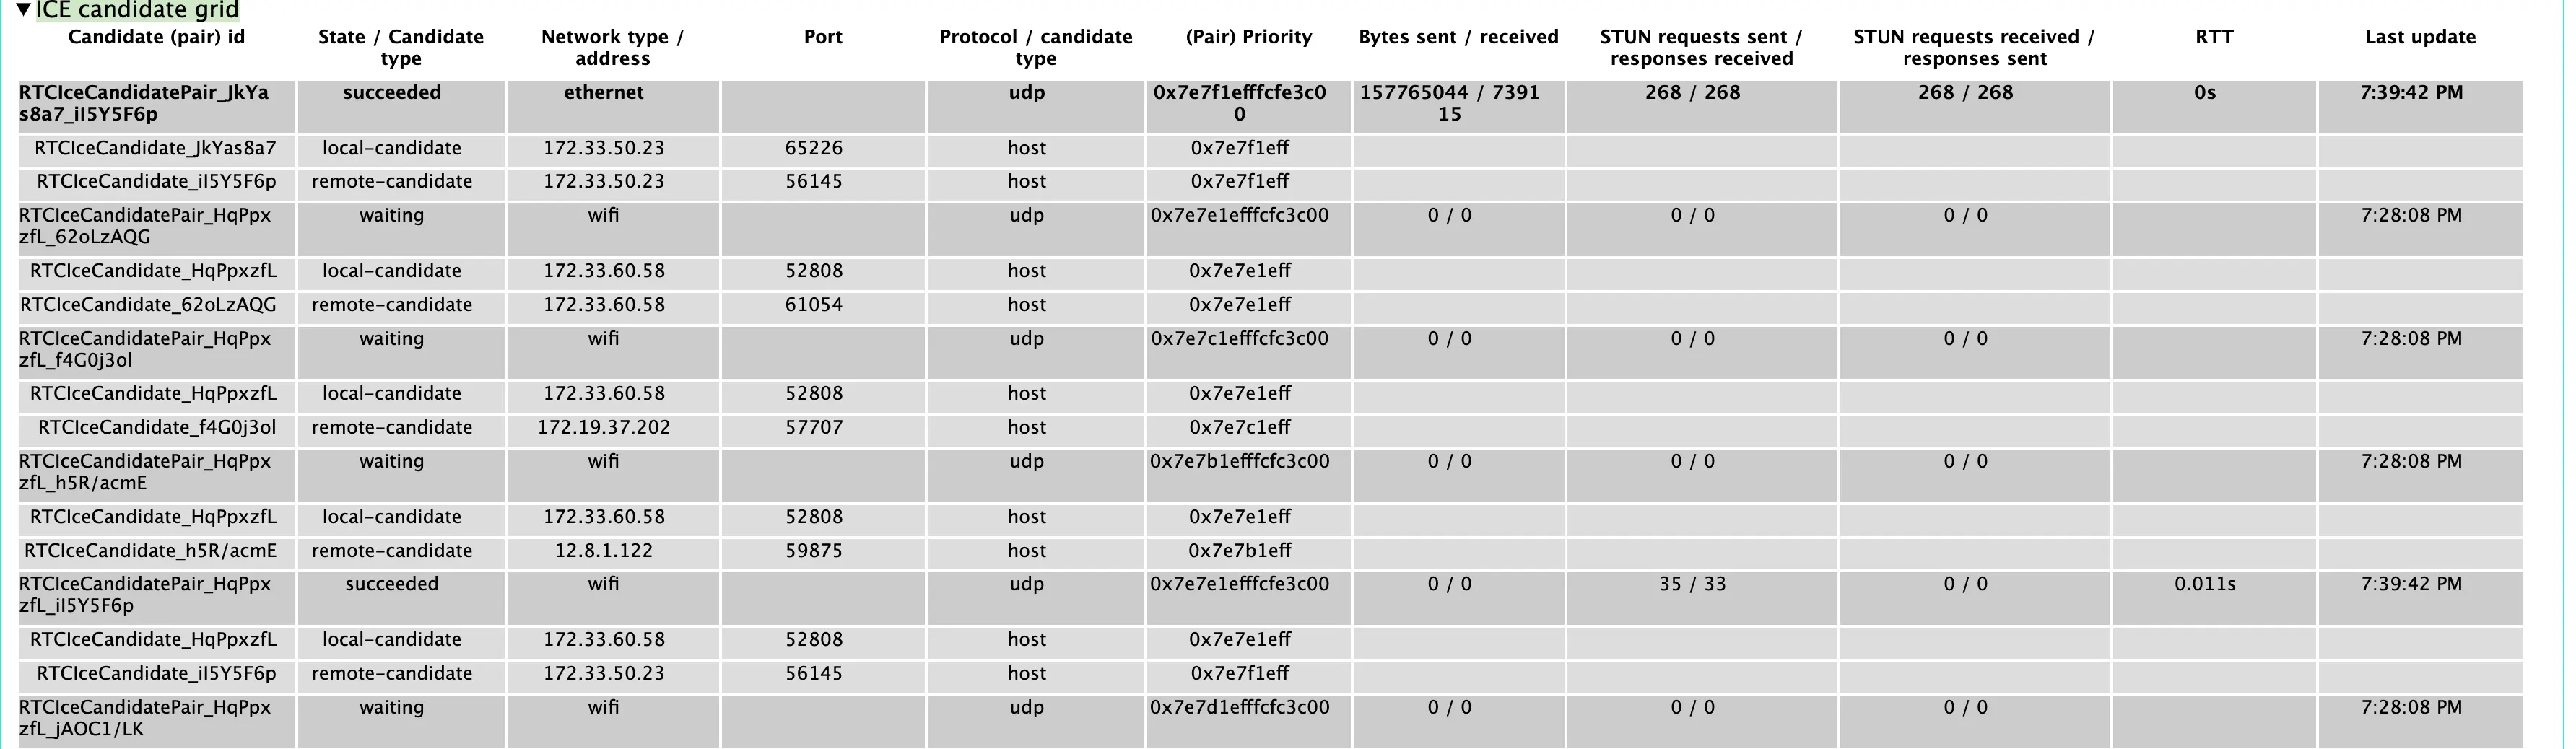 ▼ ICE candidate grid
Candidate (pair) id State / Candidate type Network type / address Port Protocol / candidate type (Pair) Priority Bytes sent / received STUN requests sent / responses received STUN requests received / responses sent RTT Last update
RTCIceCandidatePair_JkYas8a7_iI5Y5F6p succeeded ethernet udp 0x7e7f1efffcfe3c00 157765044 / 739115 268 / 268 268 / 268 0s 7:39:42 PM
RTCIceCandidate_JkYas8a7 local-candidate 172.33.50.23 65226 host 0x7e7f1eff
RTCIceCandidate_iI5Y5F6p remote-candidate 172.33.50.23 56145 host 0x7e7f1eff
RTCIceCandidatePair_HqPpxzfL_62oLzAQG waiting wifi udp 0x7e7e1efffcfc3c00 0 / 0 0 / 0 0 / 0 7:28:08 PM
RTCIceCandidate_HqPpxzfL local-candidate 172.33.60.58 52808 host 0x7e7e1eff
RTCIceCandidate_62oLzAQG remote-candidate 172.33.60.58 61054 host 0x7e7e1eff
RTCIceCandidatePair_HqPpxzfL_f4G0j3ol waiting wifi udp 0x7e7c1efffcfc3c00 0 / 0 0 / 0 0 / 0 7:28:08 PM
RTCIceCandidate_HqPpxzfL local-candidate 172.33.60.58 52808 host 0x7e7e1eff
RTCIceCandidate_f4G0j3ol remote-candidate 172.19.37.202 57707 host 0x7e7c1eff
RTCIceCandidatePair_HqPpxzfL_h5R/acmE waiting wifi udp 0x7e7b1efffcfc3c00 0 / 0 0 / 0 0 / 0 7:28:08 PM
RTCIceCandidate_HqPpxzfL local-candidate 172.33.60.58 52808 host 0x7e7e1eff
RTCIceCandidate_h5R/acmE remote-candidate 12.8.1.122 59875 host 0x7e7b1eff
RTCIceCandidatePair_HqPpxzfL_iI5Y5F6p succeeded wifi udp 0x7e7e1efffcfe3c00 0 / 0 35 / 33 0 / 0 0.011s 7:39:42 PM
RTCIceCandidate_HqPpxzfL local-candidate 172.33.60.58 52808 host 0x7e7e1eff
RTCIceCandidate_iI5Y5F6p remote-candidate 172.33.50.23 56145 host 0x7e7f1eff
RTCIceCandidatePair_HqPpxzfL_jAOC1/LK waiting wifi udp 0x7e7d1efffcfc3c00 0 / 0 0 / 0 0 / 0 7:28:08 PM